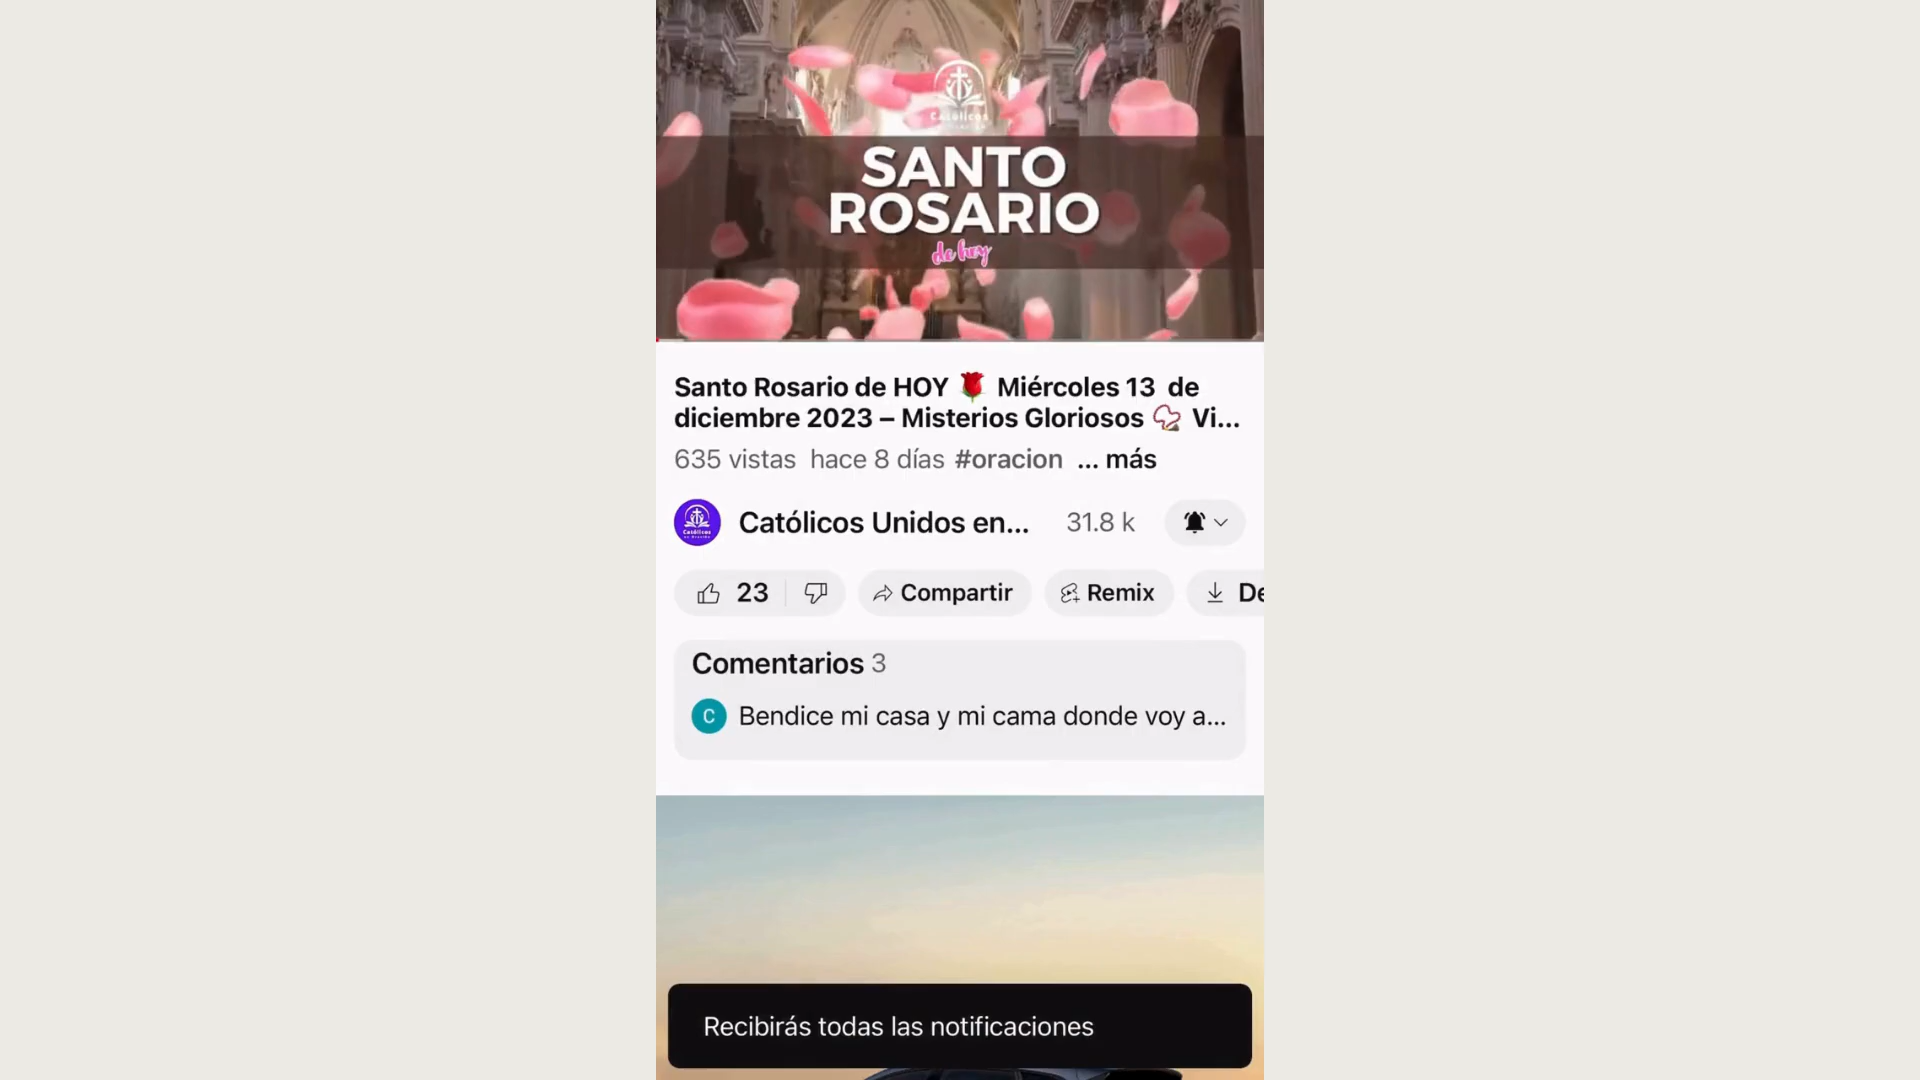 Católicos
SANTO
ROSARIO
de hoy
Santo Rosario de HOY 🌹 Miércoles 13 de
diciembre 2023 – Misterios Gloriosos 📿 Vi...
635 vistas hace 8 días #oracion ... más
Católicos Unidos en... 31.8 k
23 Compartir Remix De
Comentarios 3
C Bendice mi casa y mi cama donde voy a...
Recibirás todas las notificaciones